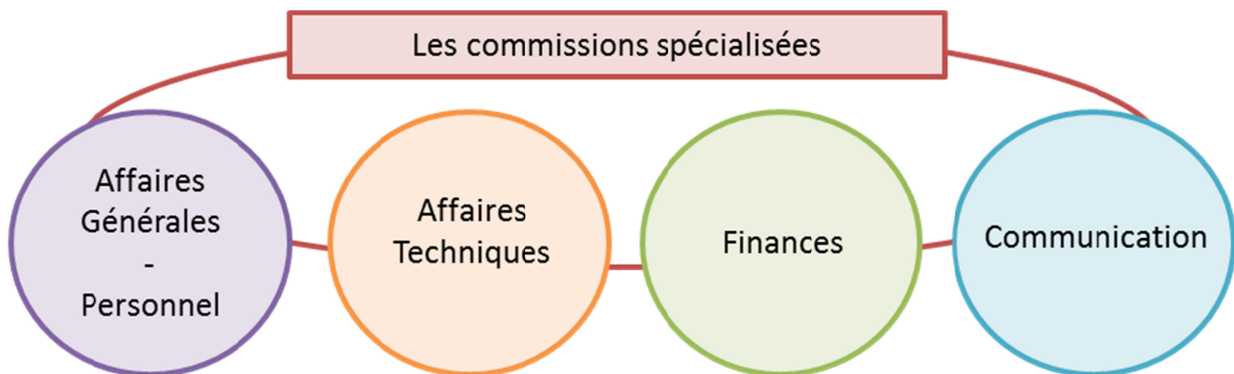 Les commissions spécialisées
Affaires
Générales
-
Personnel
Affaires
Techniques
Finances
Communication